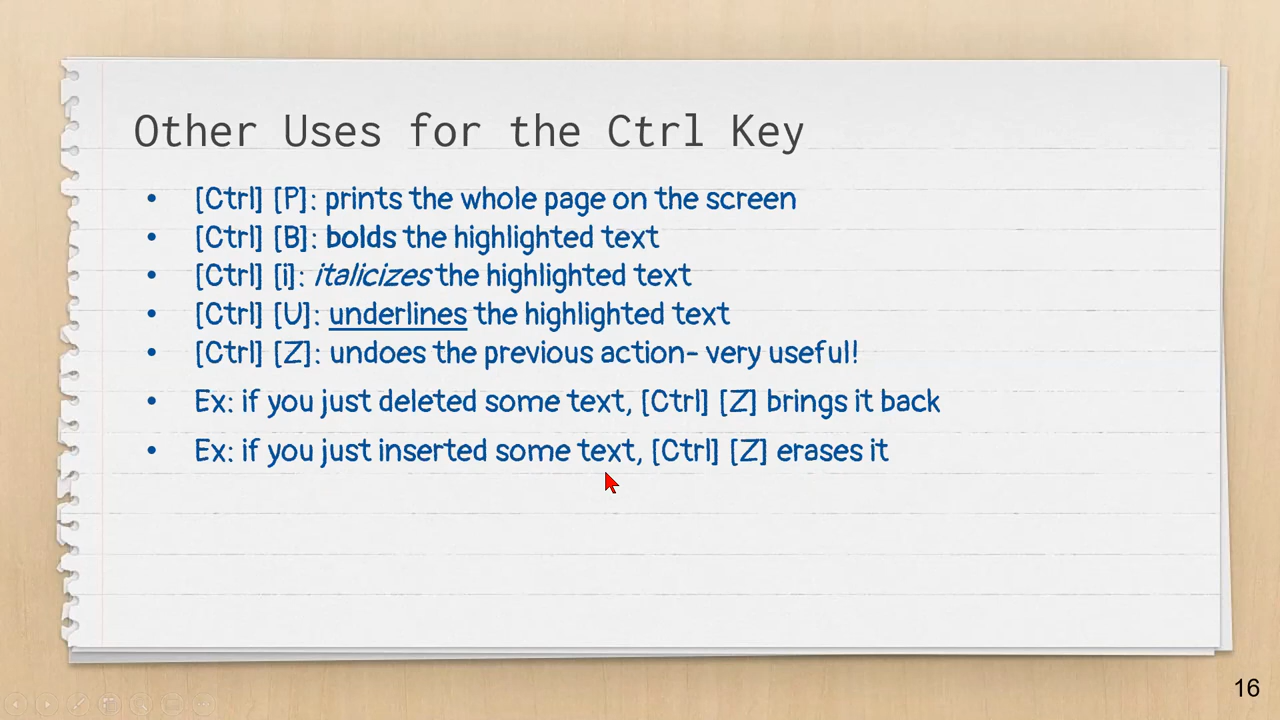 Other Uses for the Ctrl Key
• [Ctrl] [P]: prints the whole page on the screen
• [Ctrl] [B]: bolds the highlighted text
• [Ctrl] [i]: italicizes the highlighted text
• [Ctrl] [U]: underlines the highlighted text
• [Ctrl] [Z]: undoes the previous action- very useful!
• Ex: if you just deleted some text, [Ctrl] [Z] brings it back
• Ex: if you just inserted some text, [Ctrl] [Z] erases it
16